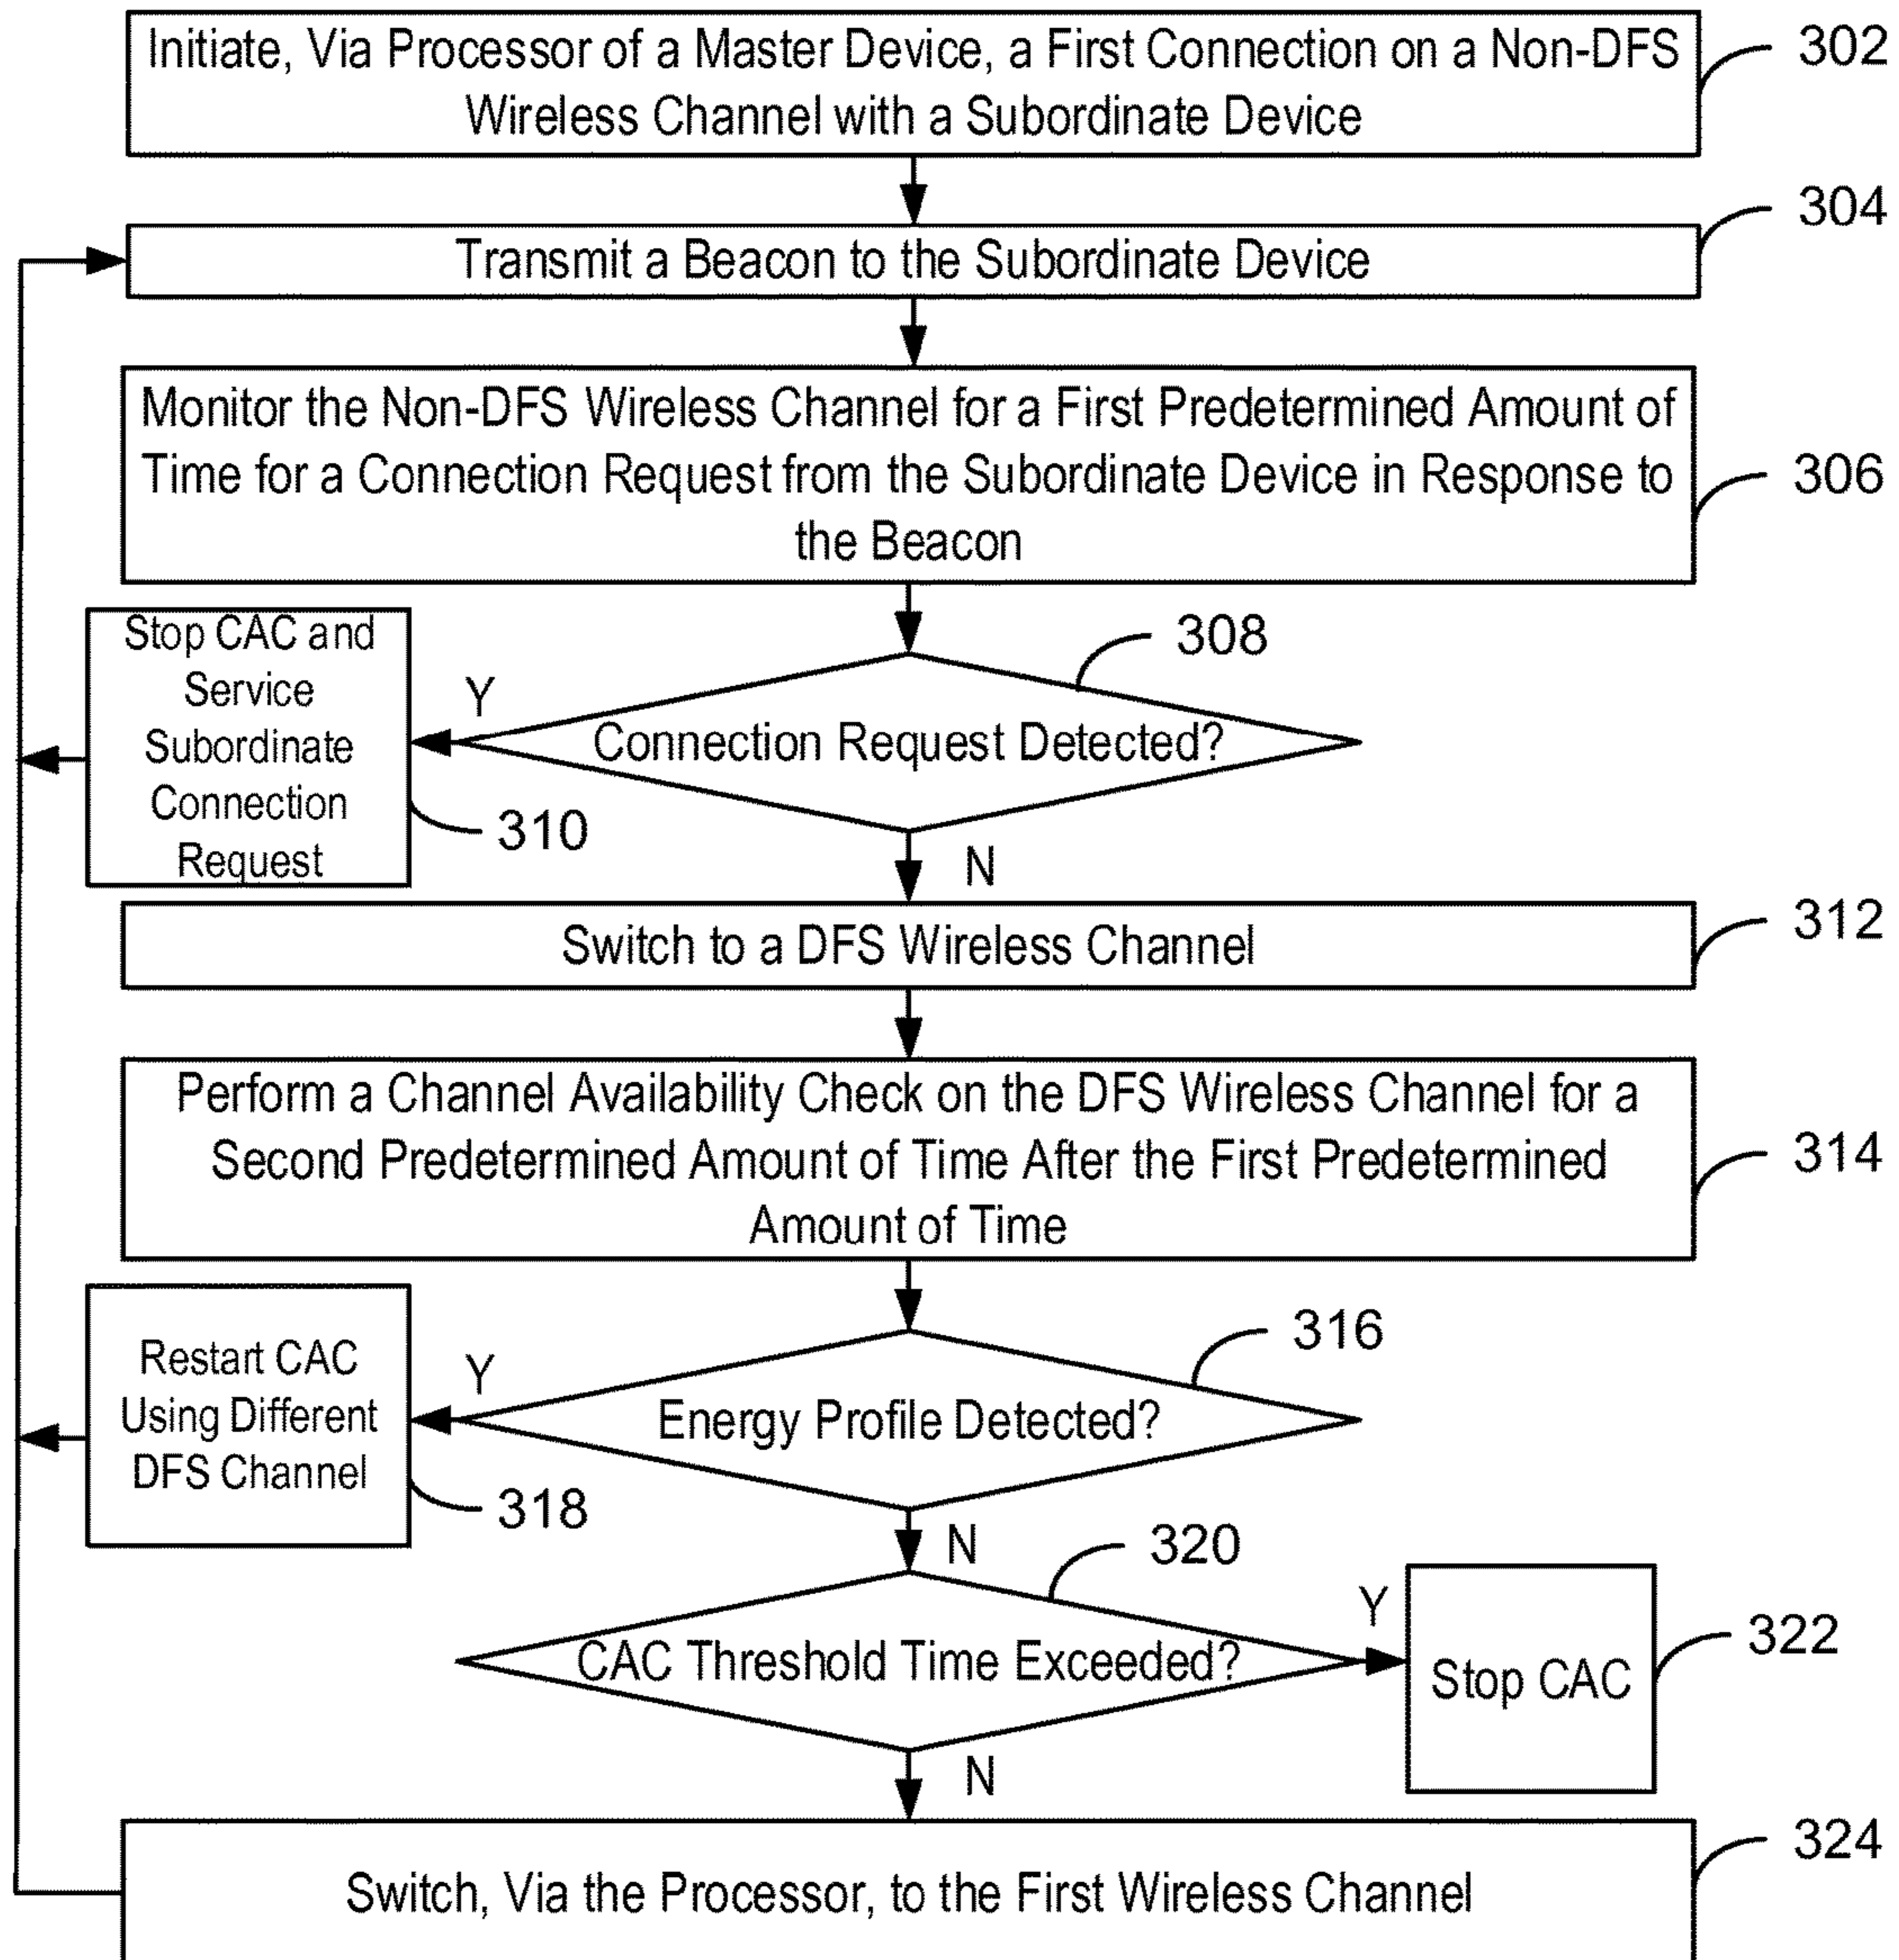 Initiate, Via Processor of a Master Device, a First Connection on a Non-DFS
Wireless Channel with a Subordinate Device
302
304
Transmit a Beacon to the Subordinate Device
Monitor the Non-DFS Wireless Channel for a First Predetermined Amount of
Time for a Connection Request from the Subordinate Device in Response to
the Beacon
306
308
Connection Request Detected?
Y
Stop CAC and
Service
Subordinate
Connection
Request
310
N
312
Switch to a DFS Wireless Channel
Perform a Channel Availability Check on the DFS Wireless Channel for a
Second Predetermined Amount of Time After the First Predetermined
Amount of Time
314
316
Energy Profile Detected?
Y
Restart CAC
Using Different
DFS Channel
318
N
320
CAC Threshold Time Exceeded?
Y
Stop CAC
322
N
324
Switch, Via the Processor, to the First Wireless Channel